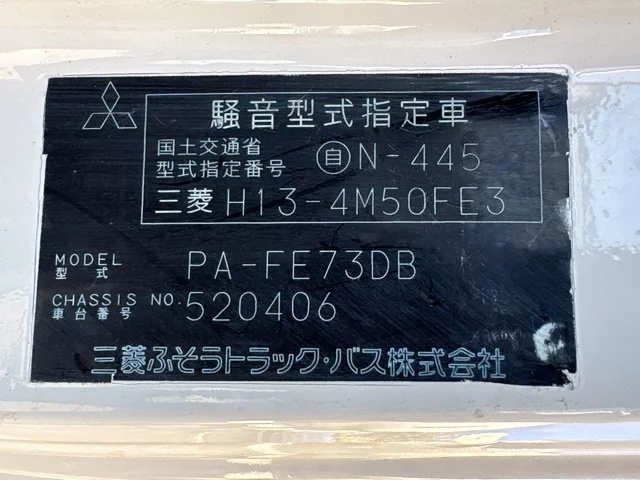 騒音型式指定車
国土交通省
型式指定番号 自N-445
三菱 H13-4M50FE3
MODEL
型式 PA-FE73DB
CHASSIS NO.
車台番号 520406
三菱ふそうトラック・バス株式会社